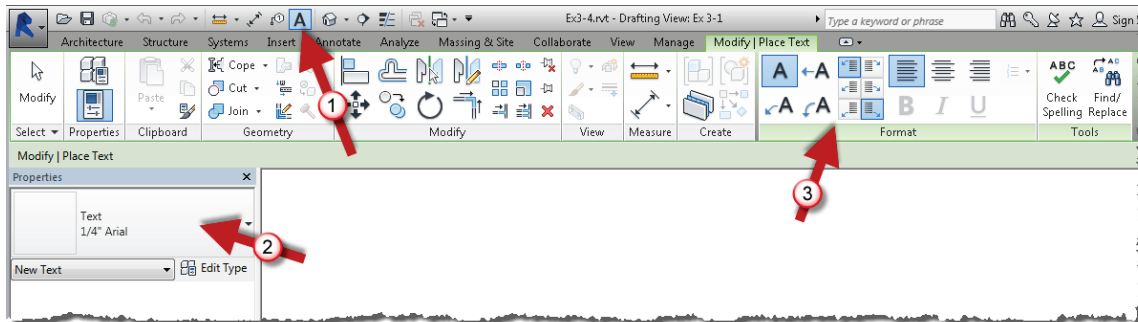 A Ex3-4.rvt - Drafting View: Ex 3-1 Type a keyword or phrase Sign
Architecture Structure Systems Insert Annotate Analyze Massing & Site Collaborate View Manage Modify | Place Text
Cope
Cut
Join
Modify
Paste
A A A A
B I U
ABC
Check Spelling
Find/ Replace
Select Properties Clipboard Geometry Modify View Measure Create Format Tools
1
3
Modify | Place Text
Properties x
Text
1/4" Arial
2
New Text Edit Type